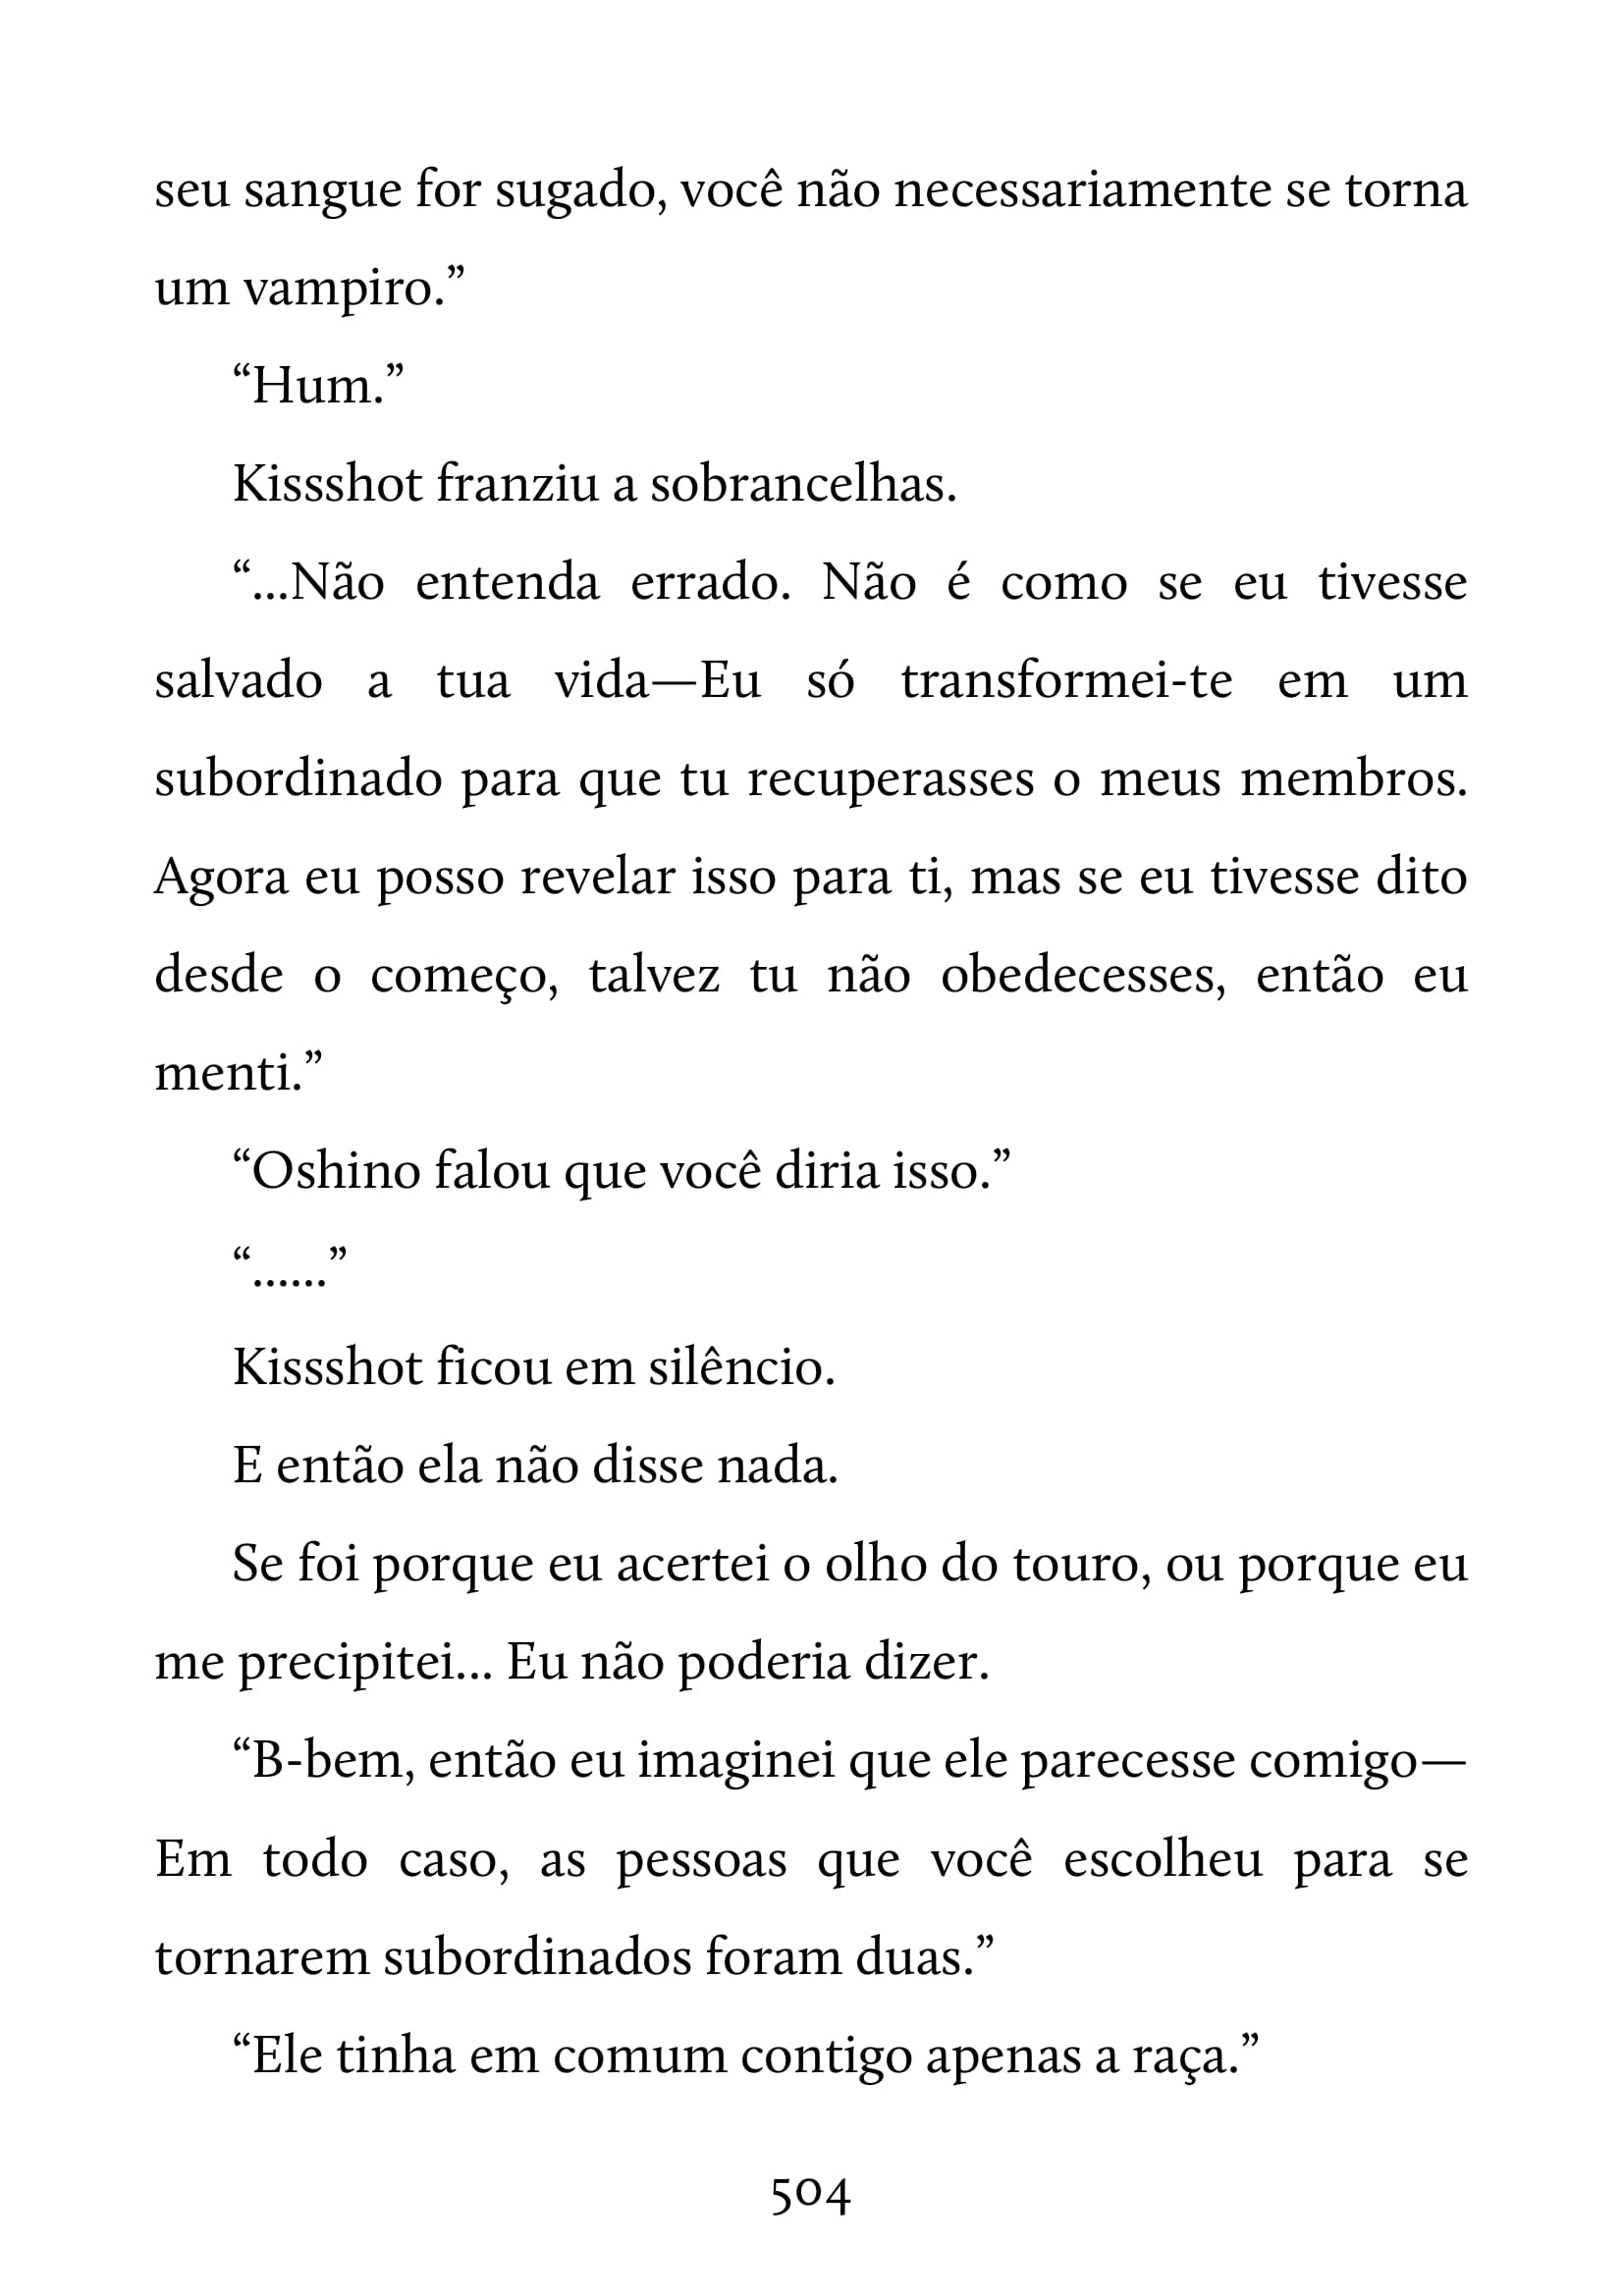 seu sangue for sugado, você não necessariamente se torna
um vampiro.”
“Hum.”
Kissshot franziu a sobrancelhas.
“...Não entenda errado. Não é como se eu tivesse
salvado a tua vida—Eu só transformei-te em um
subordinado para que tu recuperasses o meus membros.
Agora eu posso revelar isso para ti, mas se eu tivesse dito
desde o começo, talvez tu não obedecesses, então eu
menti.”
“Oshino falou que você diria isso.”
“......”
Kissshot ficou em silêncio.
E então ela não disse nada.
Se foi porque eu acertei o olho do touro, ou porque eu
me precipitei... Eu não poderia dizer.
“B-bem, então eu imaginei que ele parecesse comigo—
Em todo caso, as pessoas que você escolheu para se
tornarem subordinados foram duas.”
“Ele tinha em comum contigo apenas a raça.”
504